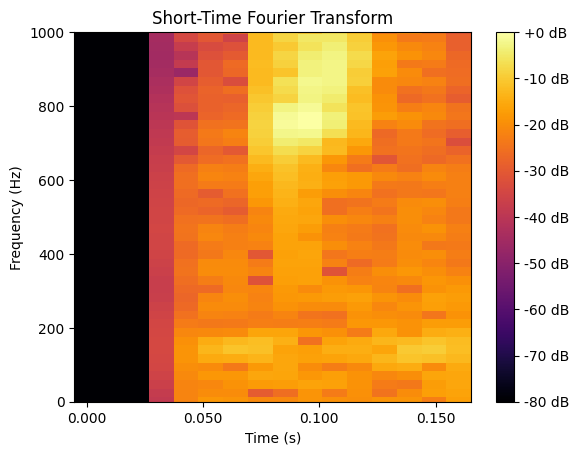 Short-Time Fourier Transform
Frequency (Hz)
1000
800
600
400
200
0
0.000
0.050
0.100
0.150
Time (s)
+0 dB
-10 dB
-20 dB
-30 dB
-40 dB
-50 dB
-60 dB
-70 dB
-80 dB